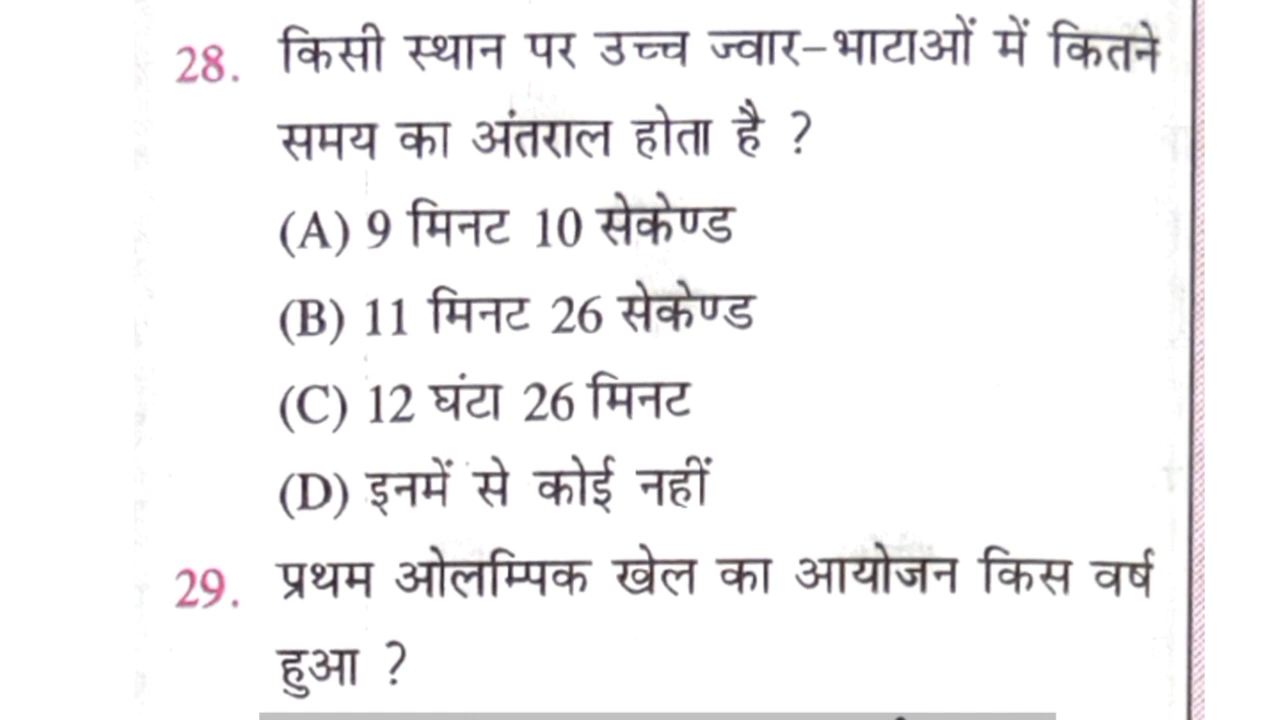 28. किसी स्थान पर उच्च ज्वार-भाटाओं में कितने
समय का अंतराल होता है ?
(A) 9 मिनट 10 सेकेण्ड
(B) 11 मिनट 26 सेकेण्ड
(C) 12 घंटा 26 मिनट
(D) इनमें से कोई नहीं
29. प्रथम ओलम्पिक खेल का आयोजन किस वर्ष
हुआ ?